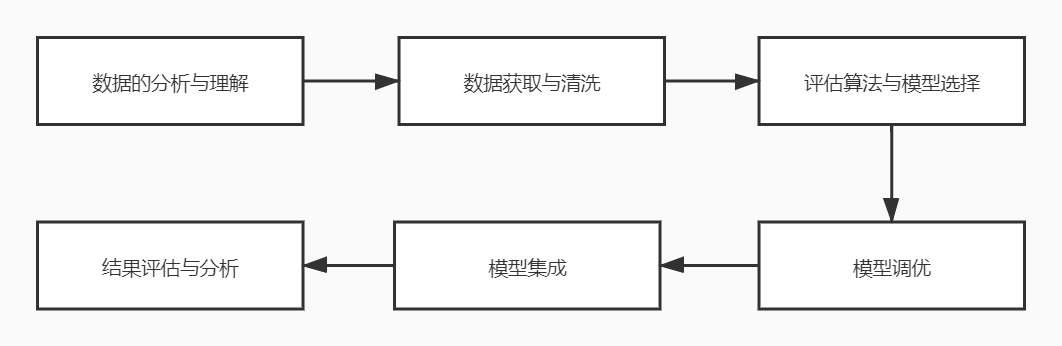 数据的分析与理解
数据获取与清洗
评估算法与模型选择
模型调优
模型集成
结果评估与分析